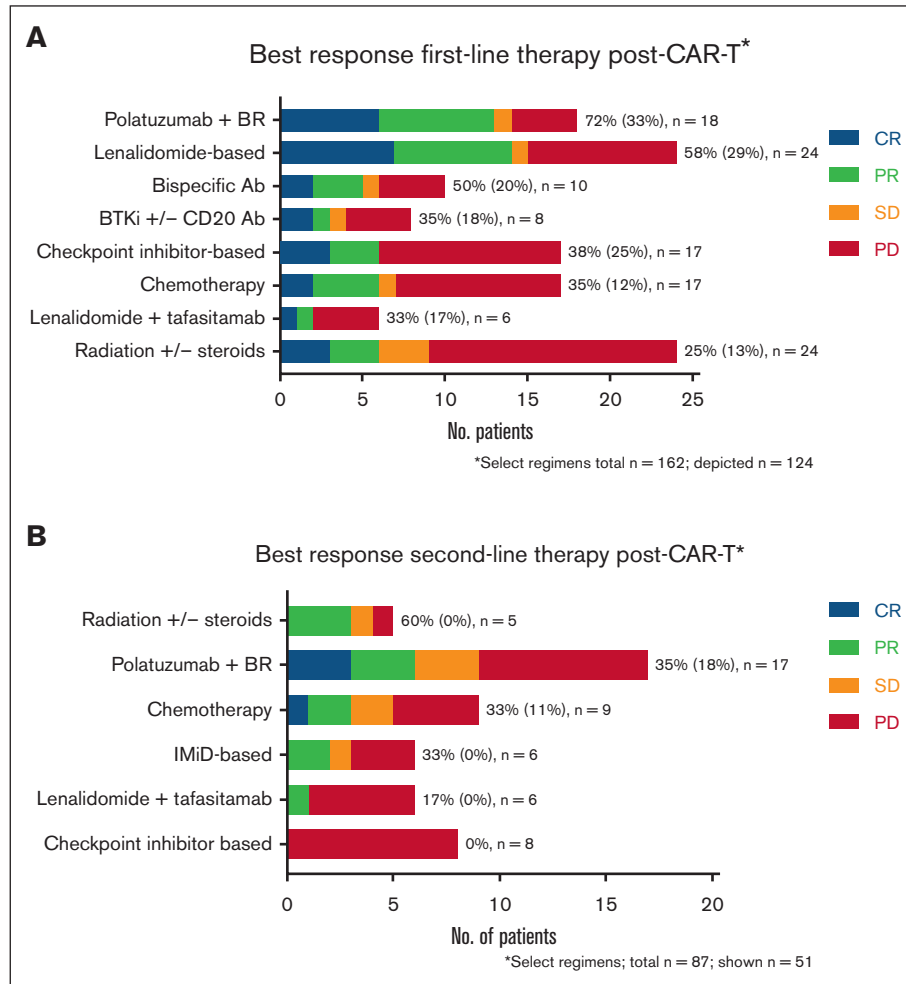 A
Best response first-line therapy post-CAR-T*
Polatuzumab + BR
72% (33%), n = 18
Lenalidomide-based
58% (29%), n = 24
Bispecific Ab
50% (20%), n = 10
BTKi +/− CD20 Ab
35% (18%), n = 8
Checkpoint inhibitor-based
38% (25%), n = 17
Chemotherapy
35% (12%), n = 17
Lenalidomide + tafasitamab
33% (17%), n = 6
Radiation +/− steroids
25% (13%), n = 24
CR
PR
SD
PD
0 5 10 15 20 25
No. patients
*Select regimens total n = 162; depicted n = 124
B
Best response second-line therapy post-CAR-T*
Radiation +/− steroids
60% (0%), n = 5
Polatuzumab + BR
35% (18%), n = 17
Chemotherapy
33% (11%), n = 9
IMiD-based
33% (0%), n = 6
Lenalidomide + tafasitamab
17% (0%), n = 6
Checkpoint inhibitor based
0%, n = 8
CR
PR
SD
PD
0 5 10 15 20
No. of patients
*Select regimens; total n = 87; shown n = 51